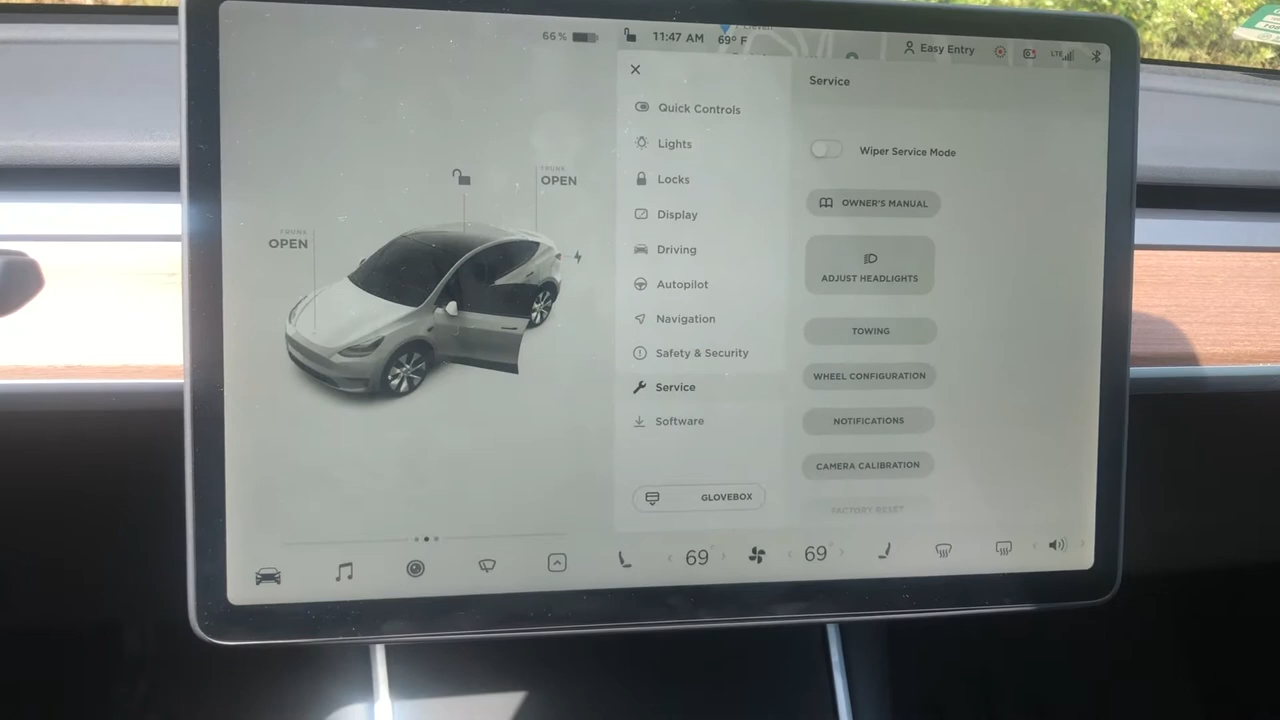 66%
11:47 AM
69° F
Easy Entry
LTE
Service
Quick Controls
Lights
Locks
Display
Driving
Autopilot
Navigation
Safety & Security
Service
Software
GLOVEBOX
Wiper Service Mode
OWNER'S MANUAL
ADJUST HEADLIGHTS
TOWING
WHEEL CONFIGURATION
NOTIFICATIONS
CAMERA CALIBRATION
FACTORY RESET
TRUNK
OPEN
OPEN
69
69